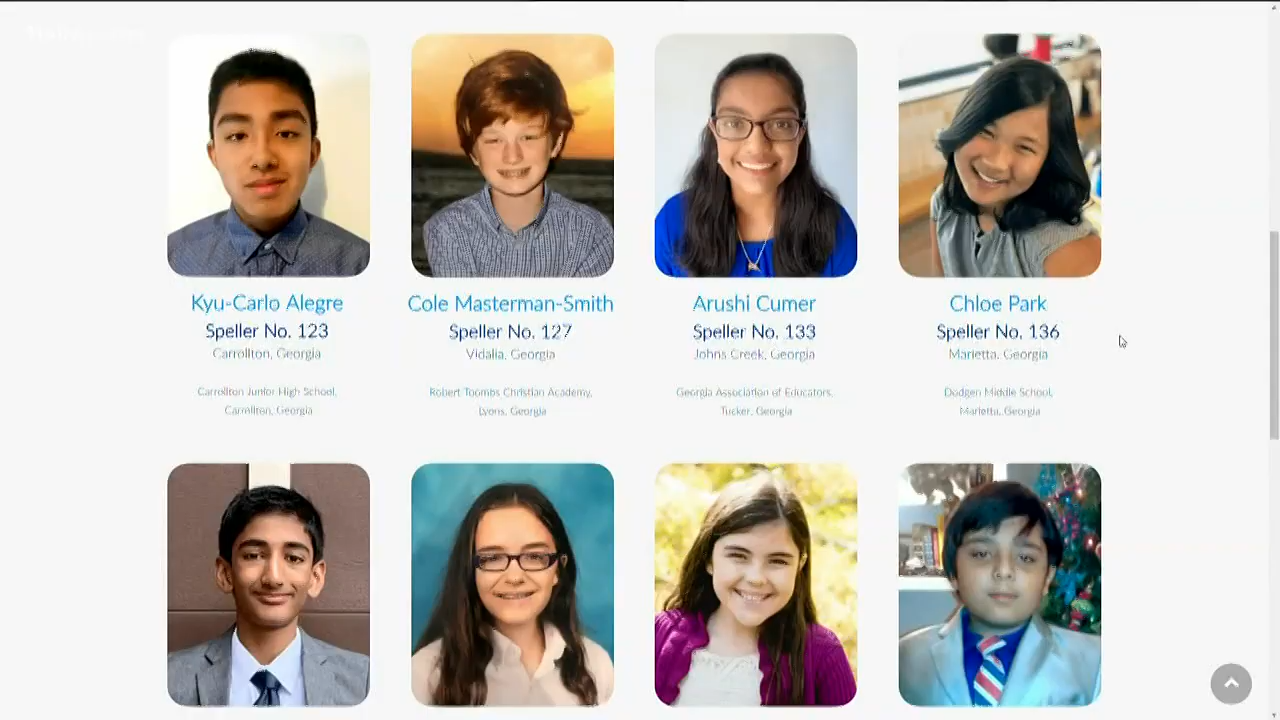 Kyu-Carlo Alegre
Speller No. 123
Carrollton, Georgia
Carrollton Junior High School,
Carrollton, Georgia
Cole Masterman-Smith
Speller No. 127
Vidalia, Georgia
Robert Toombs Christian Academy,
Lyons, Georgia
Arushi Cumer
Speller No. 133
Johns Creek, Georgia
Georgia Association of Educators,
Tucker, Georgia
Chloe Park
Speller No. 136
Marietta, Georgia
Dodgen Middle School,
Marietta, Georgia